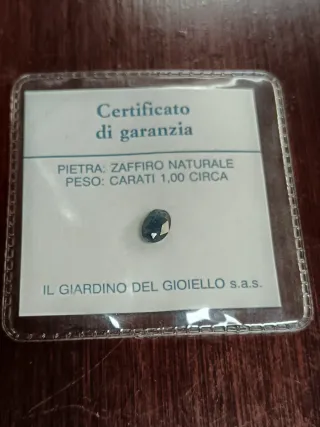 Certificato
di garanzia
PIETRA: ZAFFIRO NATURALE
PESO: CARATI 1,00 CIRCA
IL GIARDINO DEL GIOIELLO s.a.s.